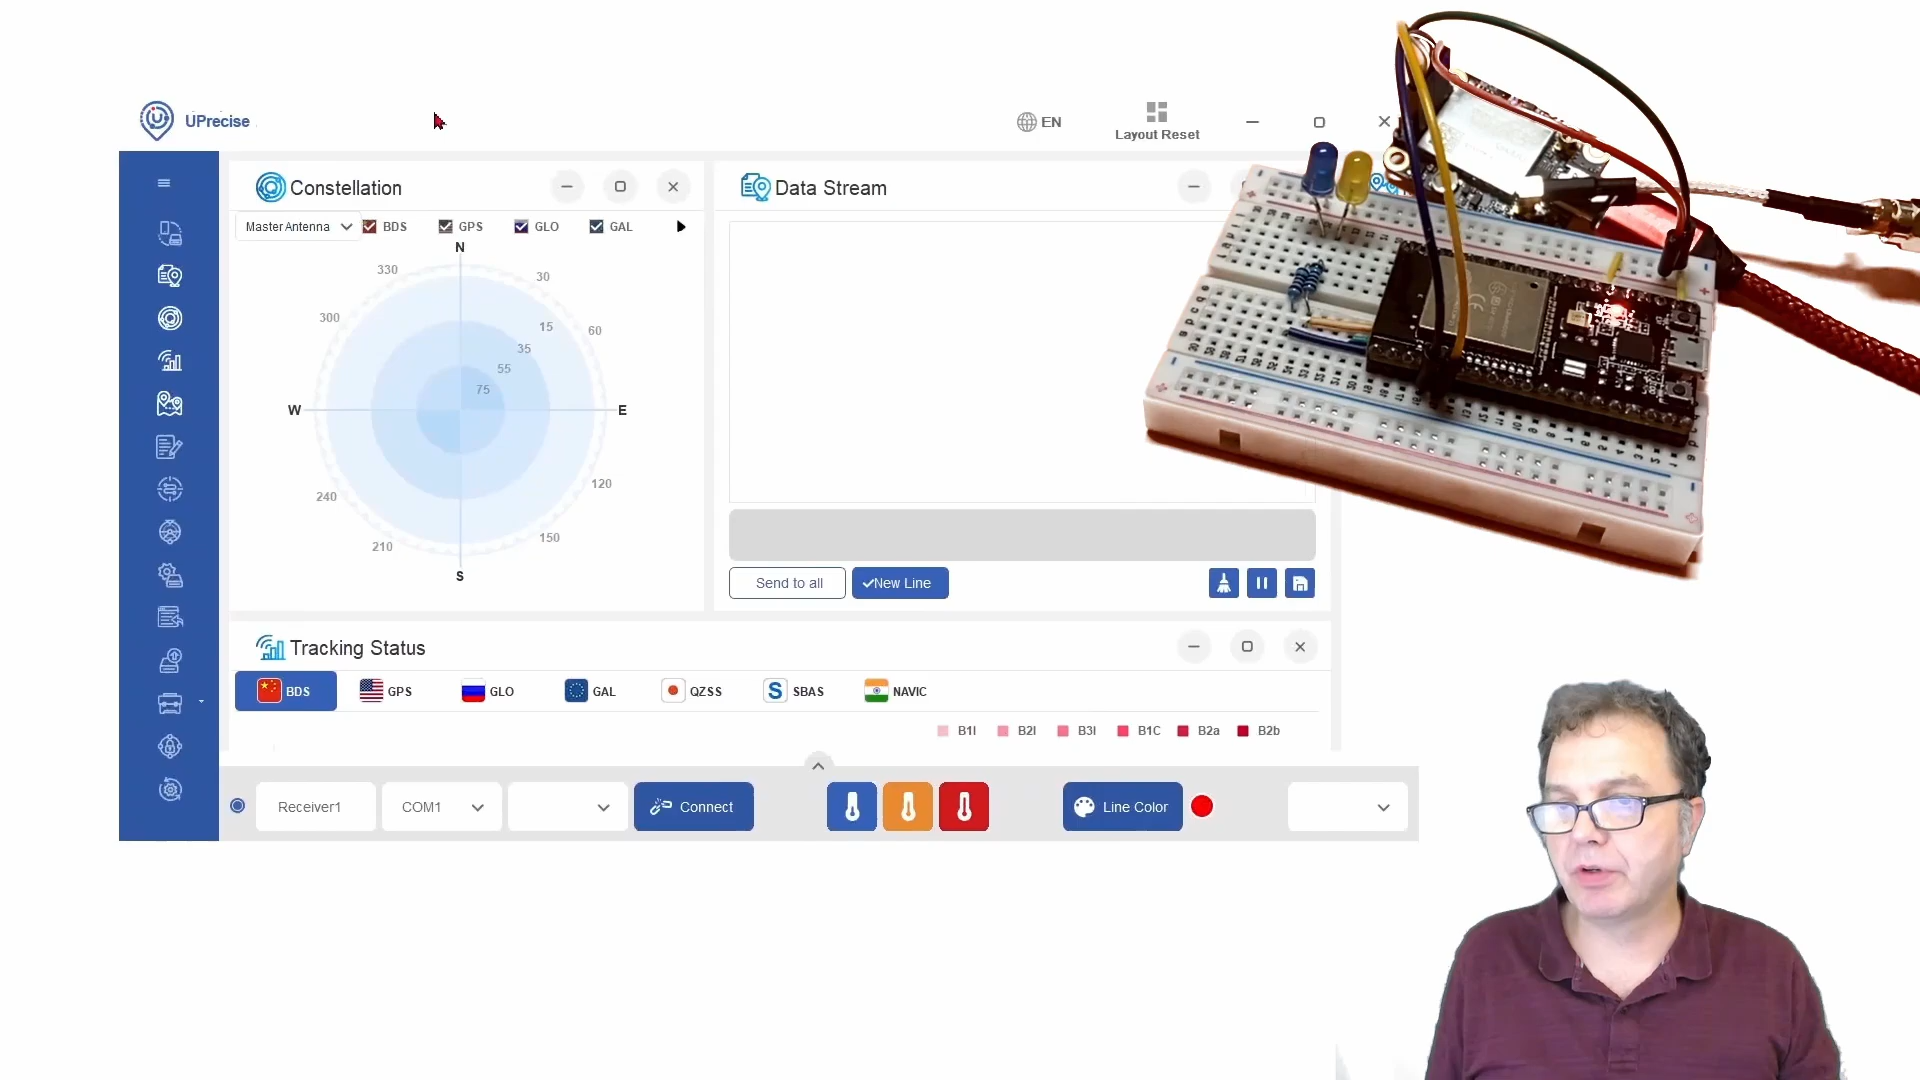 UPrecise
EN
Layout Reset
Constellation
Data Stream
Master Antenna
BDS
GPS
GLO
GAL
N
330
30
300
15
60
35
55
75
W
E
240
120
210
150
S
Send to all
New Line
Tracking Status
BDS
GPS
GLO
GAL
QZSS
S
SBAS
NAVIC
B1I
B2I
B3I
B1C
B2a
B2b
Receiver1
COM1
Connect
Line Color